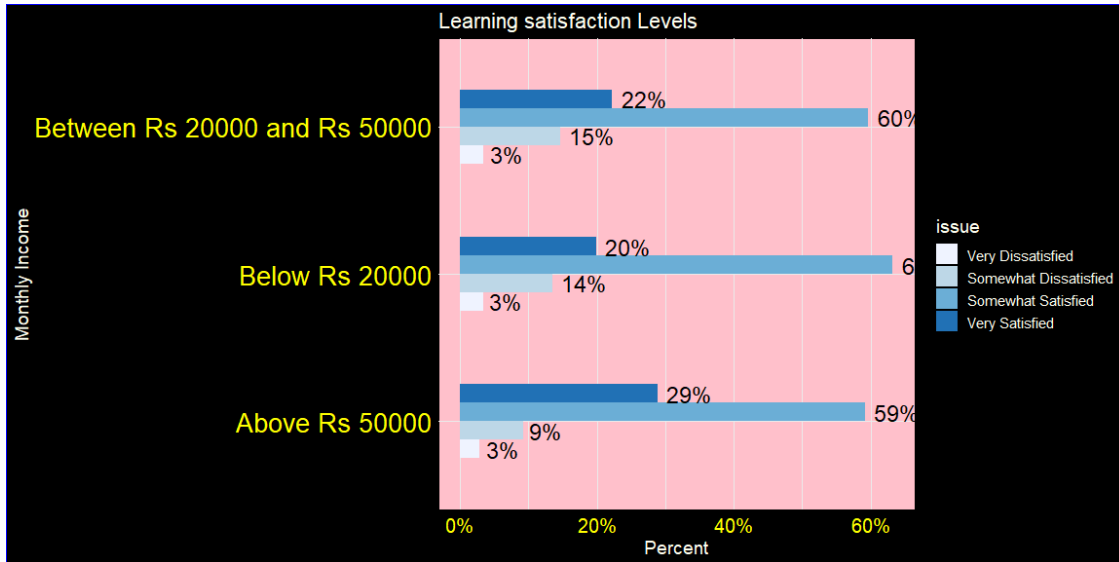 Learning satisfaction Levels
Monthly Income
Between Rs 20000 and Rs 50000
22%
60%
15%
3%
Below Rs 20000
20%
6
14%
3%
Above Rs 50000
29%
59%
9%
3%
0% 20% 40% 60%
Percent
issue
Very Dissatisfied
Somewhat Dissatisfied
Somewhat Satisfied
Very Satisfied